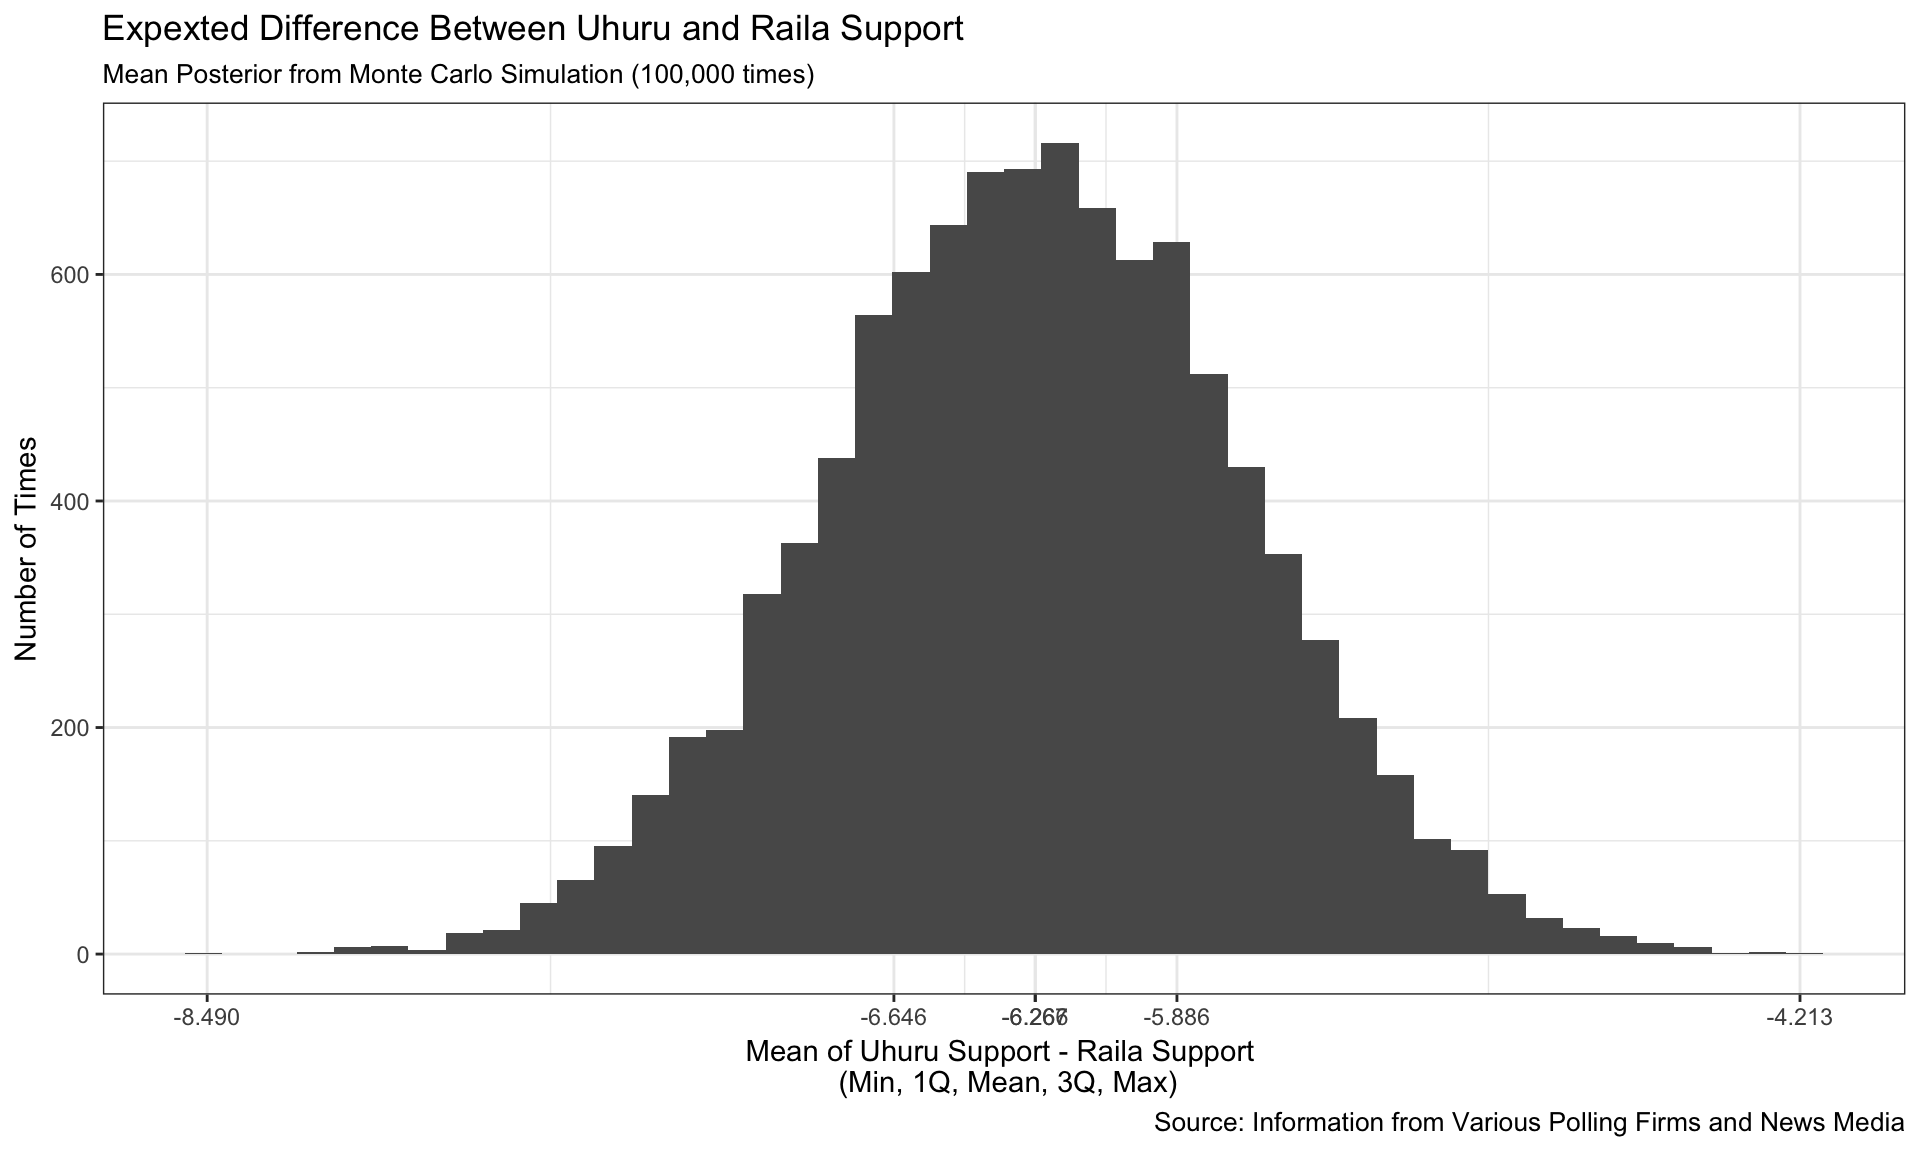 Expexted Difference Between Uhuru and Raila Support
Mean Posterior from Monte Carlo Simulation (100,000 times)
Number of Times
600
400
200
0
-8.490 -6.646 -5.886 -4.213
Mean of Uhuru Support - Raila Support
(Min, 1Q, Mean, 3Q, Max)
Source: Information from Various Polling Firms and News Media